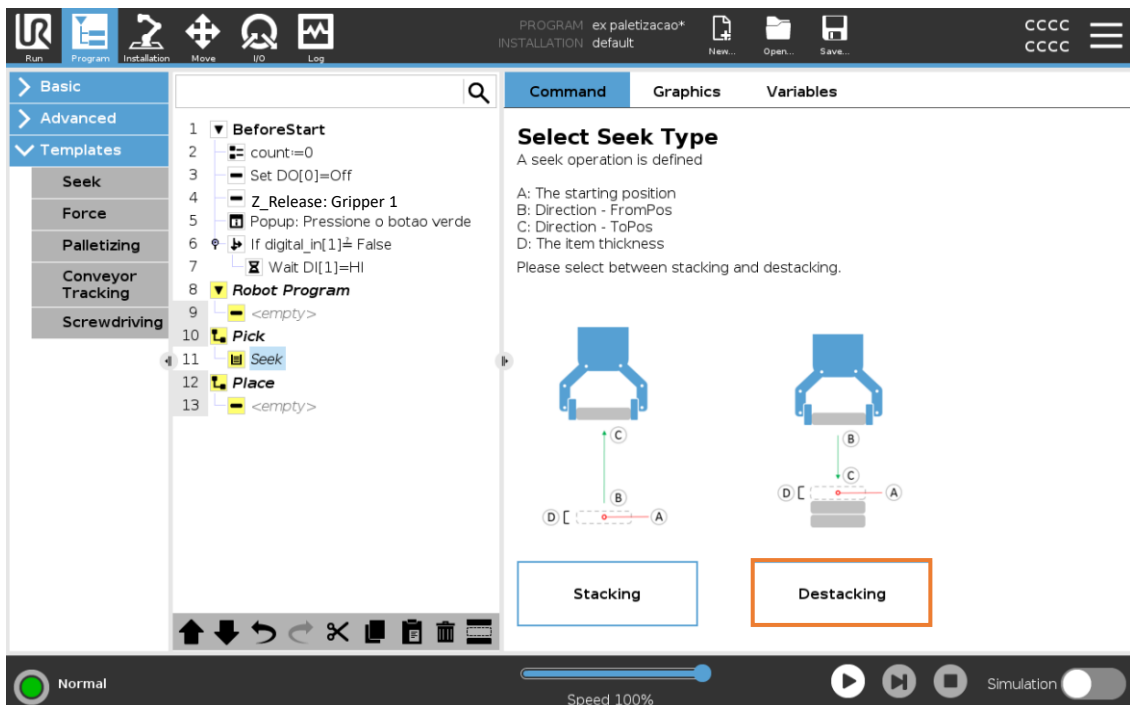 UR
PROGRAM ex paletizacao*
INSTALLATION default
CCCC
CCCC
Run Program Installation Move I/O Log New... Open... Save...
Basic
Advanced
Templates
Seek
Force
Palletizing
Conveyor
Tracking
Screwdriving
1 BeforeStart
2 count:=0
3 Set DO[0]=Off
4 Z_Release: Gripper 1
5 Popup: Pressione o botao verde
6 If digital_in[1]≟ False
7 Wait DI[1]=HI
8 Robot Program
9 <empty>
10 Pick
11 Seek
12 Place
13 <empty>
Command Graphics Variables
Select Seek Type
A seek operation is defined
A: The starting position
B: Direction - FromPos
C: Direction - ToPos
D: The item thickness
Please select between stacking and destacking.
C
B
D A
B
C
D A
Stacking Destacking
Normal
Speed 100%
Simulation